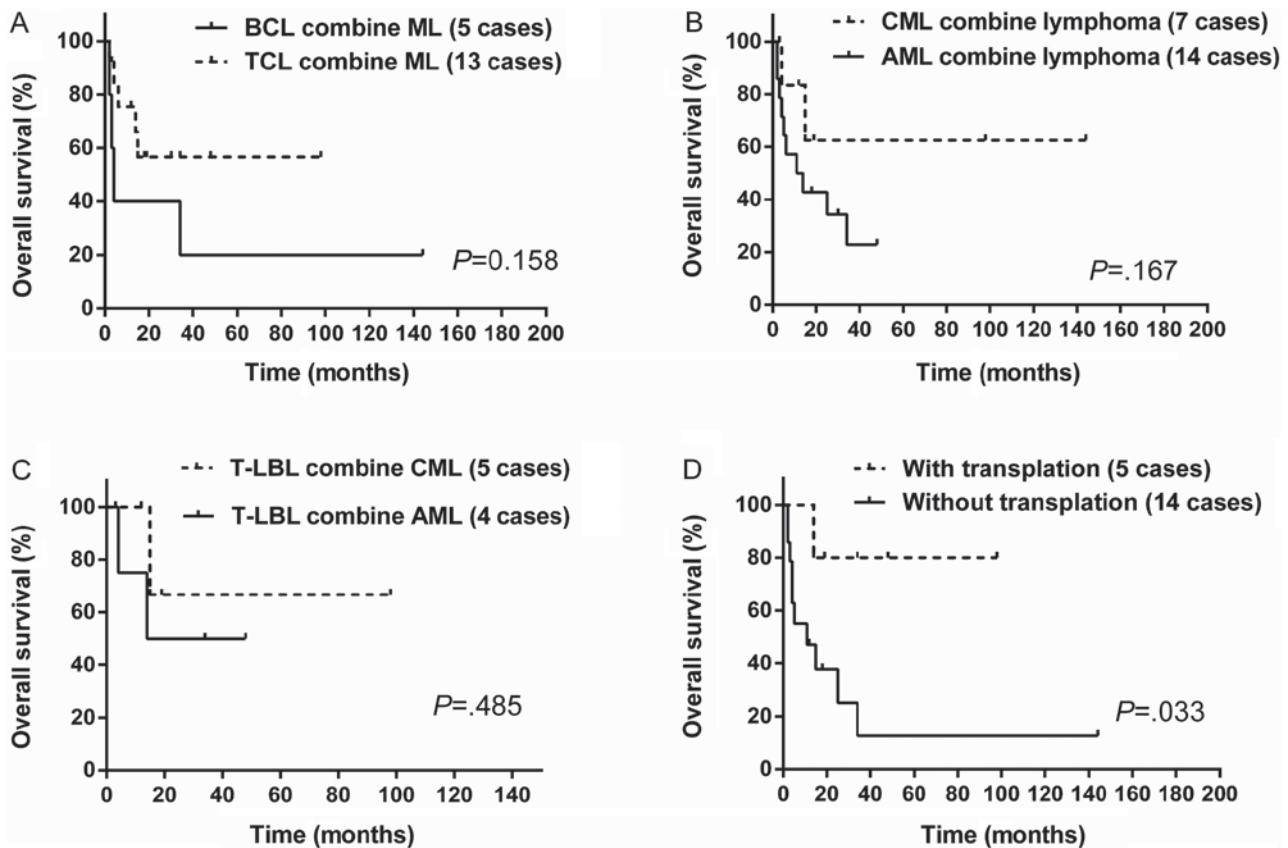 A
BCL combine ML (5 cases)
TCL combine ML (13 cases)
Overall survival (%)
100
80
60
40
20
0
P=0.158
0 20 40 60 80 100 120 140 160 180 200
Time (months)
B
CML combine lymphoma (7 cases)
AML combine lymphoma (14 cases)
Overall survival (%)
100
80
60
40
20
0
P=.167
0 20 40 60 80 100 120 140 160 180 200
Time (months)
C
T-LBL combine CML (5 cases)
T-LBL combine AML (4 cases)
Overall survival (%)
100
80
60
40
20
0
P=.485
0 20 40 60 80 100 120 140
Time (months)
D
With transplation (5 cases)
Without transplation (14 cases)
Overall survival (%)
100
80
60
40
20
0
P=.033
0 20 40 60 80 100 120 140 160 180 200
Time (months)